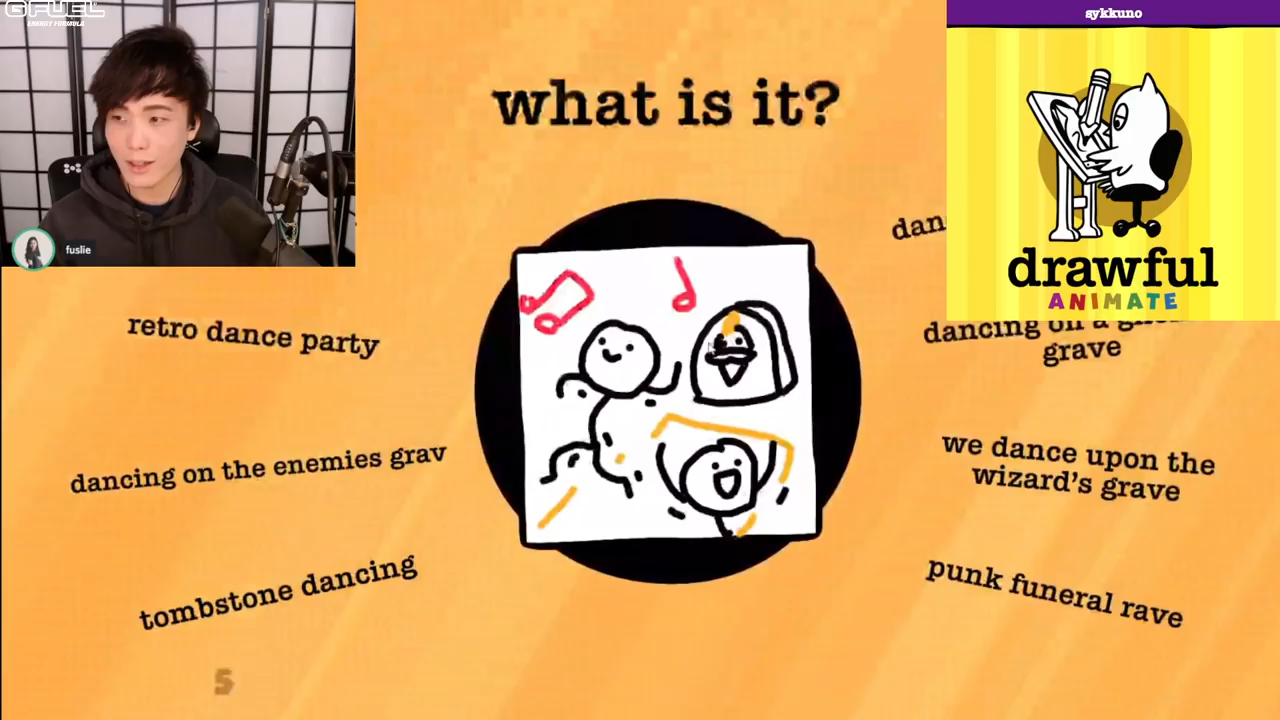 GFUEL
ENERGY FORMULA
sykkuno
what is it?
fuslie
drawful
ANIMATE
retro dance party
dancing on a
grave
dancing on the enemies grav
we dance upon the
wizard's grave
tombstone dancing
punk funeral rave
5